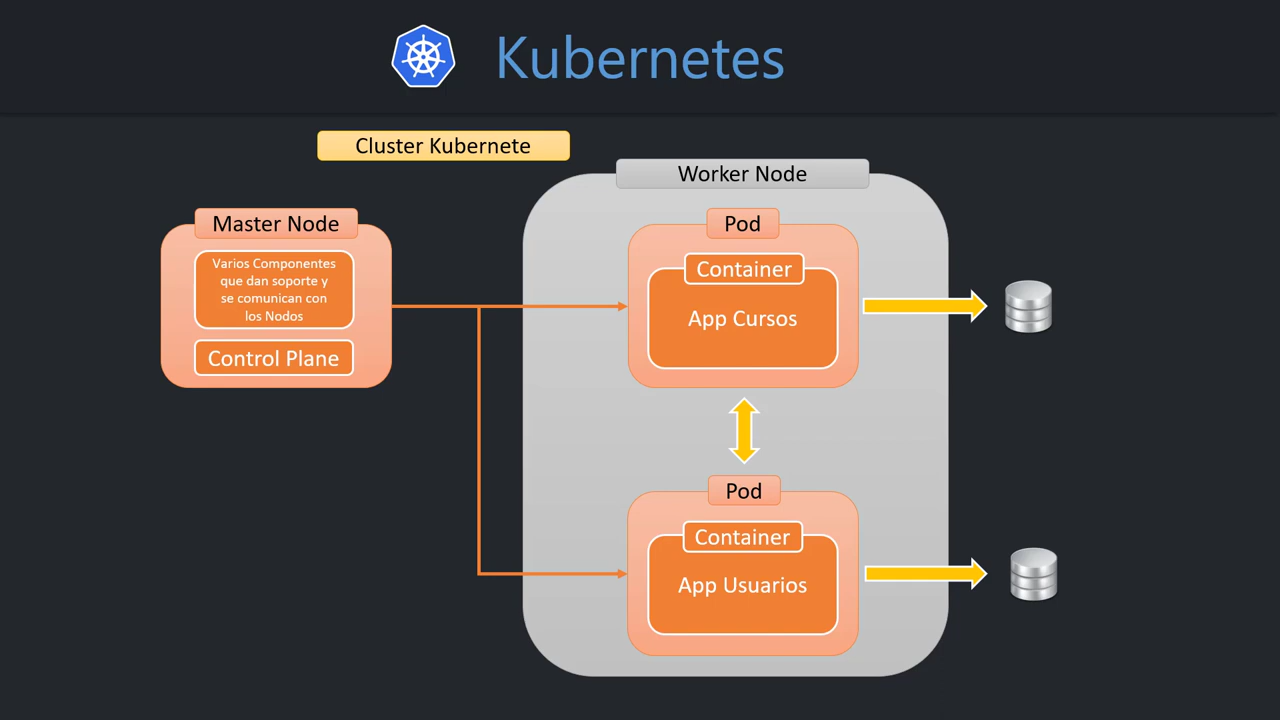 Kubernetes
Cluster Kubernete
Worker Node
Master Node
Varios Componentes
que dan soporte y
se comunican con
los Nodos
Control Plane
Pod
Container
App Cursos
Pod
Container
App Usuarios